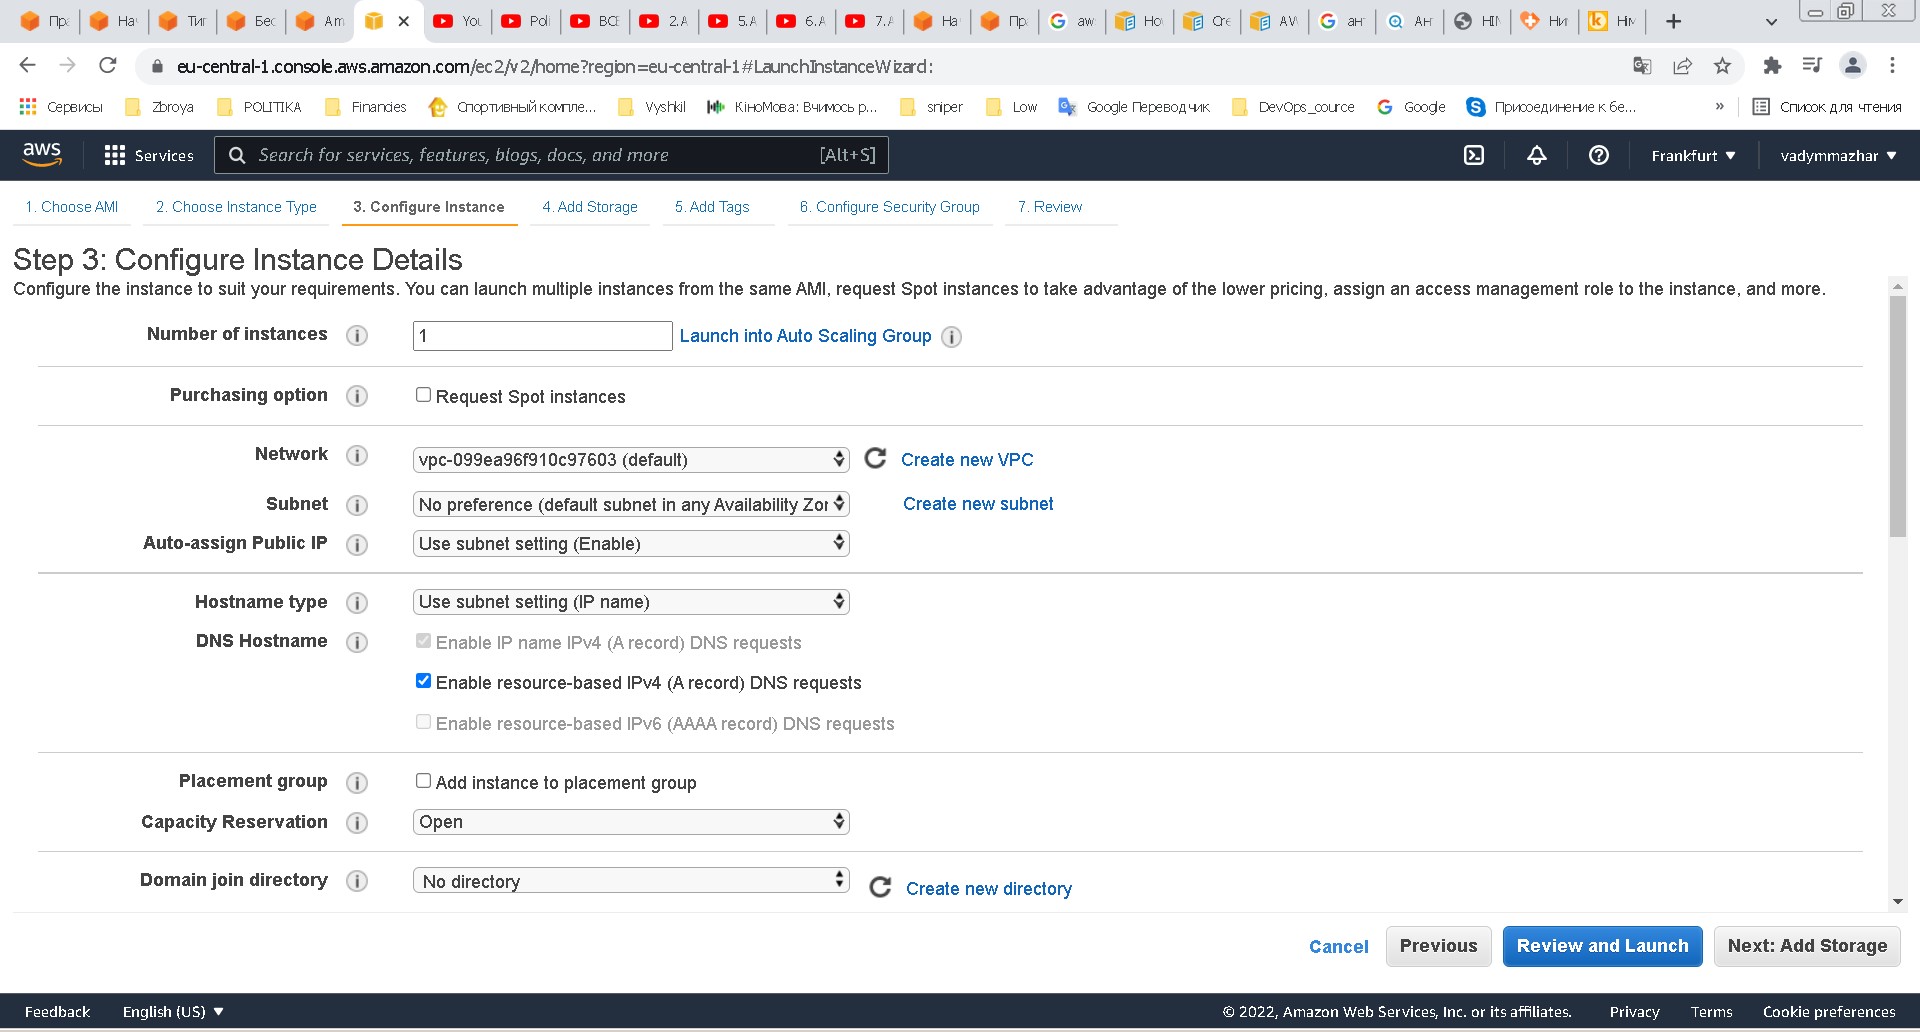 Пра На Тиг Бес Am You Poli ВСЕ 2. А 5. А 6. А 7. А На Пр aw Ho Cre AV ан Ан HIM Ни Him
eu-central-1.console.aws.amazon.com/ec2/v2/home?region=eu-central-1#LaunchInstanceWizard:
Сервисы Zbroya POLITIKA Financies Спортивный компле... Vyshkil КіноМова: Вчимось р... sniper Low Google Переводчик DevOps_cource Google Присоединение к бе... » Список для чтения
aws Services Search for services, features, blogs, docs, and more [Alt+S] Frankfurt vadymmazhar
1. Choose AMI 2. Choose Instance Type 3. Configure Instance 4. Add Storage 5. Add Tags 6. Configure Security Group 7. Review
Step 3: Configure Instance Details
Configure the instance to suit your requirements. You can launch multiple instances from the same AMI, request Spot instances to take advantage of the lower pricing, assign an access management role to the instance, and more.
Number of instances 1 Launch into Auto Scaling Group
Purchasing option Request Spot instances
Network vpc-099ea96f910c97603 (default) Create new VPC
Subnet No preference (default subnet in any Availability Zor Create new subnet
Auto-assign Public IP Use subnet setting (Enable)
Hostname type Use subnet setting (IP name)
DNS Hostname Enable IP name IPv4 (A record) DNS requests
Enable resource-based IPv4 (A record) DNS requests
Enable resource-based IPv6 (AAAA record) DNS requests
Placement group Add instance to placement group
Capacity Reservation Open
Domain join directory No directory Create new directory
Cancel Previous Review and Launch Next: Add Storage
Feedback English (US) © 2022, Amazon Web Services, Inc. or its affiliates. Privacy Terms Cookie preferences